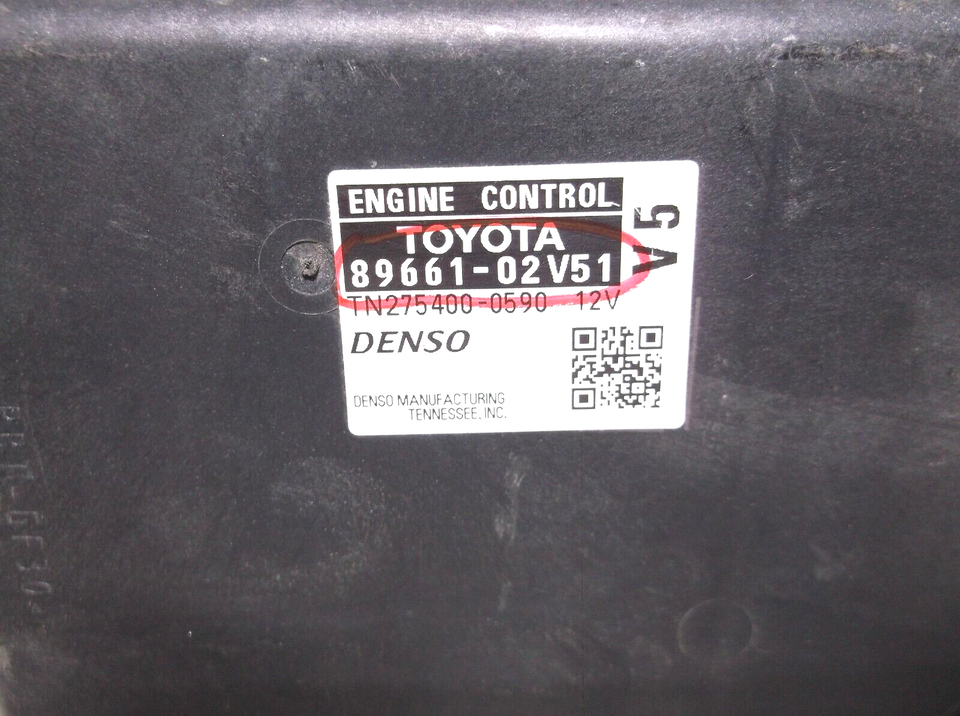 ENGINE CONTROL
TOYOTA
89661-02V51
V5
TN275400-0590 12V
DENSO
DENSO MANUFACTURING
TENNESSEE, INC.